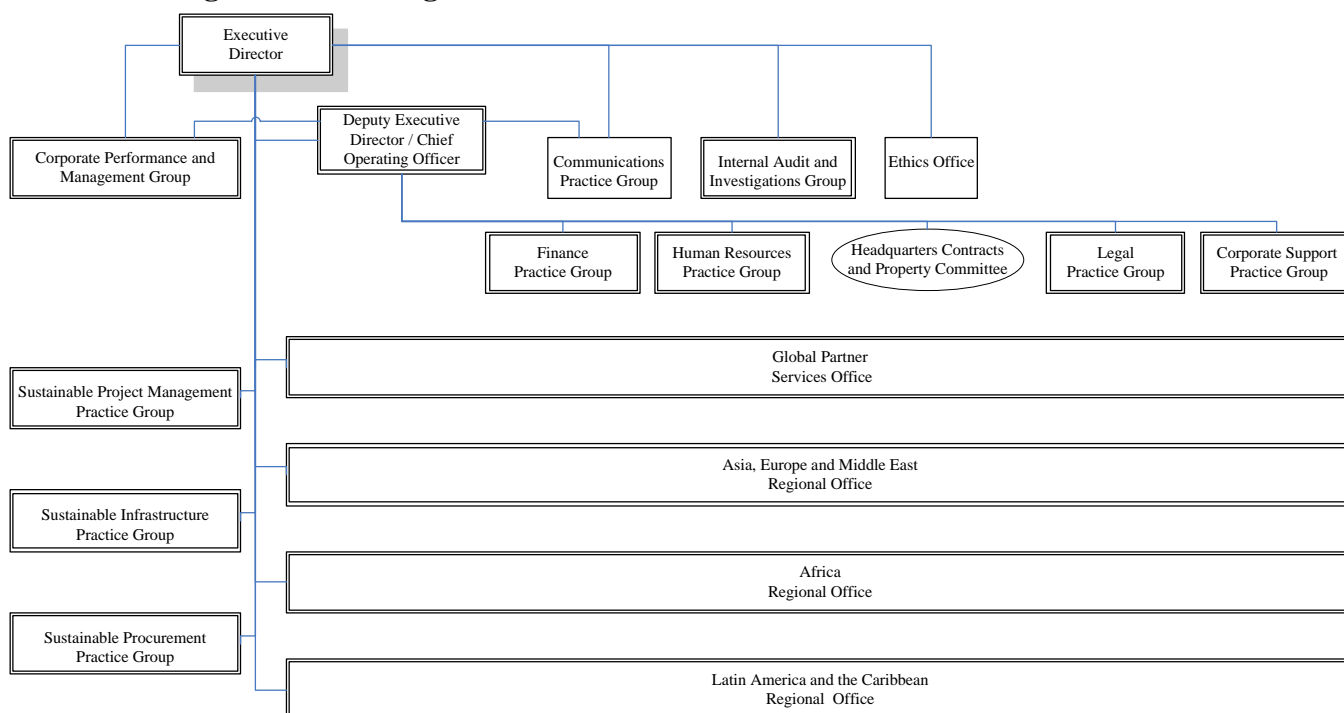 Executive
Director
Deputy Executive
Director / Chief
Operating Officer
Corporate Performance and
Management Group
Communications
Practice Group
Internal Audit and
Investigations Group
Ethics Office
Finance
Practice Group
Human Resources
Practice Group
Headquarters Contracts
and Property Committee
Legal
Practice Group
Corporate Support
Practice Group
Global Partner
Services Office
Sustainable Project Management
Practice Group
Asia, Europe and Middle East
Regional Office
Sustainable Infrastructure
Practice Group
Africa
Regional Office
Sustainable Procurement
Practice Group
Latin America and the Caribbean
Regional Office